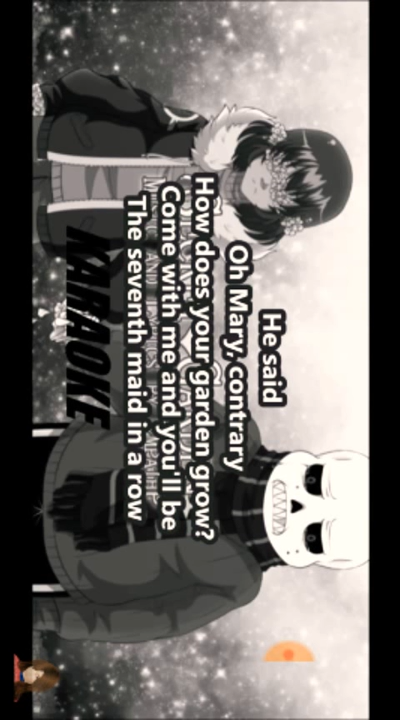 He said
Oh Mary, contrary
How does your garden grow?
Come with me and you'll be
The seventh maid in a row
KARAOKE